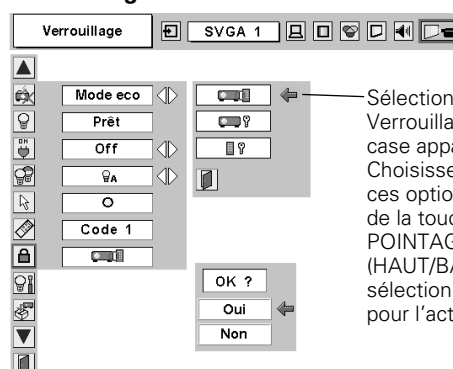 Verrouillage
SVGA 1
Mode eco
Prêt
Off
ON
A
Code 1
OK ?
Oui
Non
Sélection
Verrouilla
case appa
Choisisse
ces optio
de la touc
POINTAG
(HAUT/BA
sélection
pour l'act